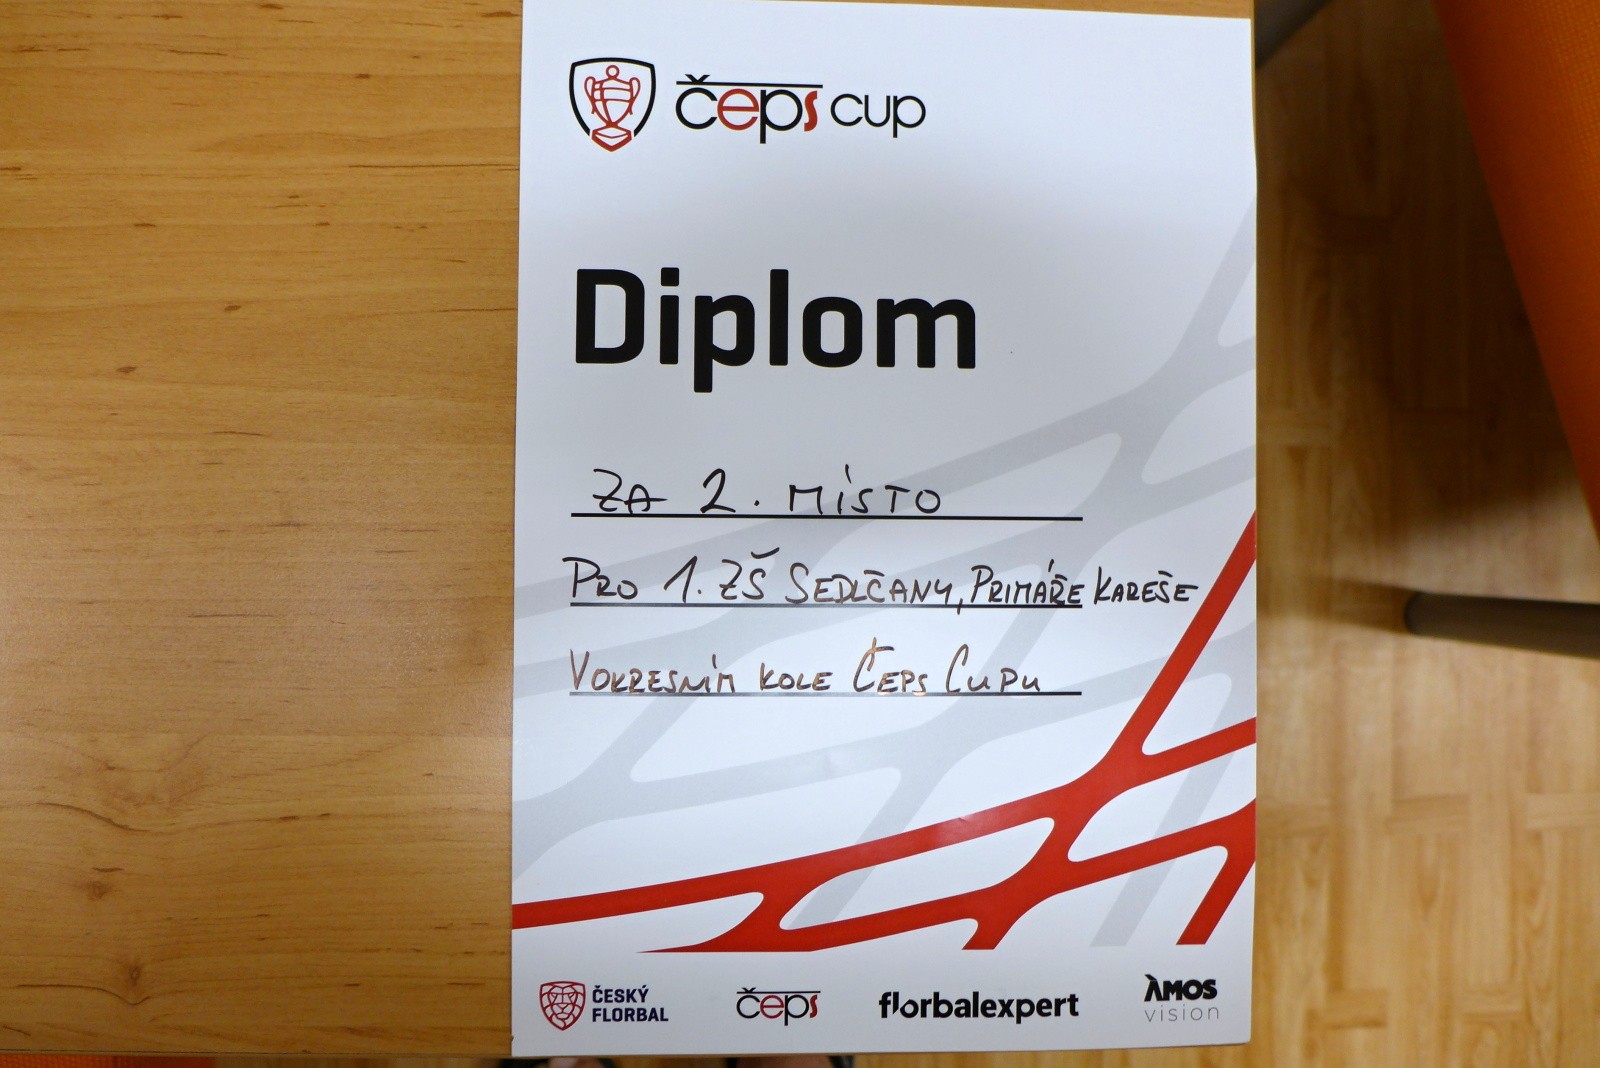 čeps cup
Diplom
ZA 2. MÍSTO
PRO 1. ZŠ SEDLČANY, PRIMÁŘE KAREŠE
V OKRESNÍM KOLE ČEPS CUPU
ČESKÝ FLORBAL
čeps
florbalexpert
AMOS vision